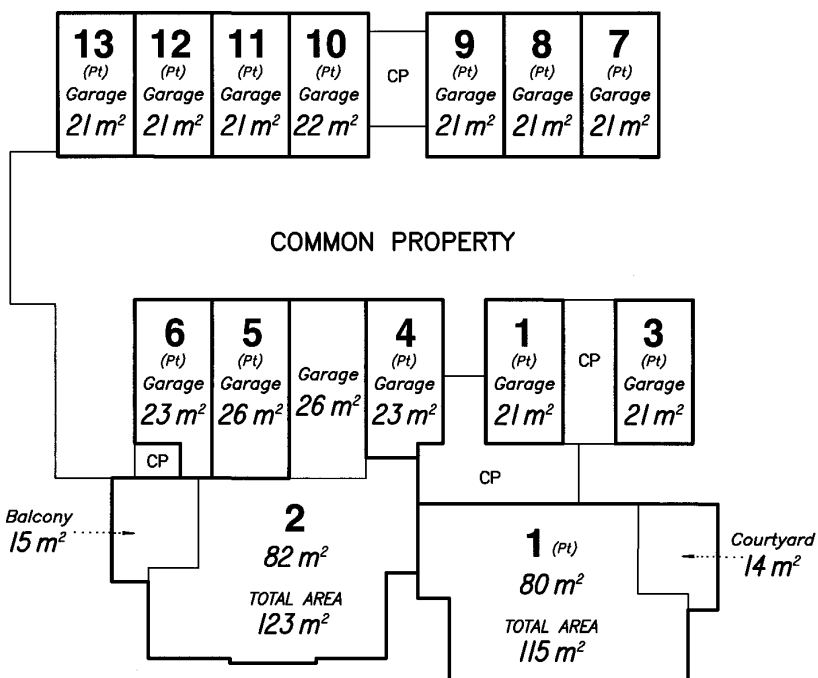 13
(Pt)
Garage
21 m²
12
(Pt)
Garage
21 m²
11
(Pt)
Garage
21 m²
10
(Pt)
Garage
22 m²
CP
9
(Pt)
Garage
21 m²
8
(Pt)
Garage
21 m²
7
(Pt)
Garage
21 m²
COMMON PROPERTY
6
(Pt)
Garage
23 m²
CP
5
(Pt)
Garage
26 m²
Garage
26 m²
4
(Pt)
Garage
23 m²
1
(Pt)
Garage
21 m²
CP
3
(Pt)
Garage
21 m²
CP
Balcony
15 m²
2
82 m²
TOTAL AREA
123 m²
1 (Pt)
80 m²
TOTAL AREA
115 m²
Courtyard
14 m²